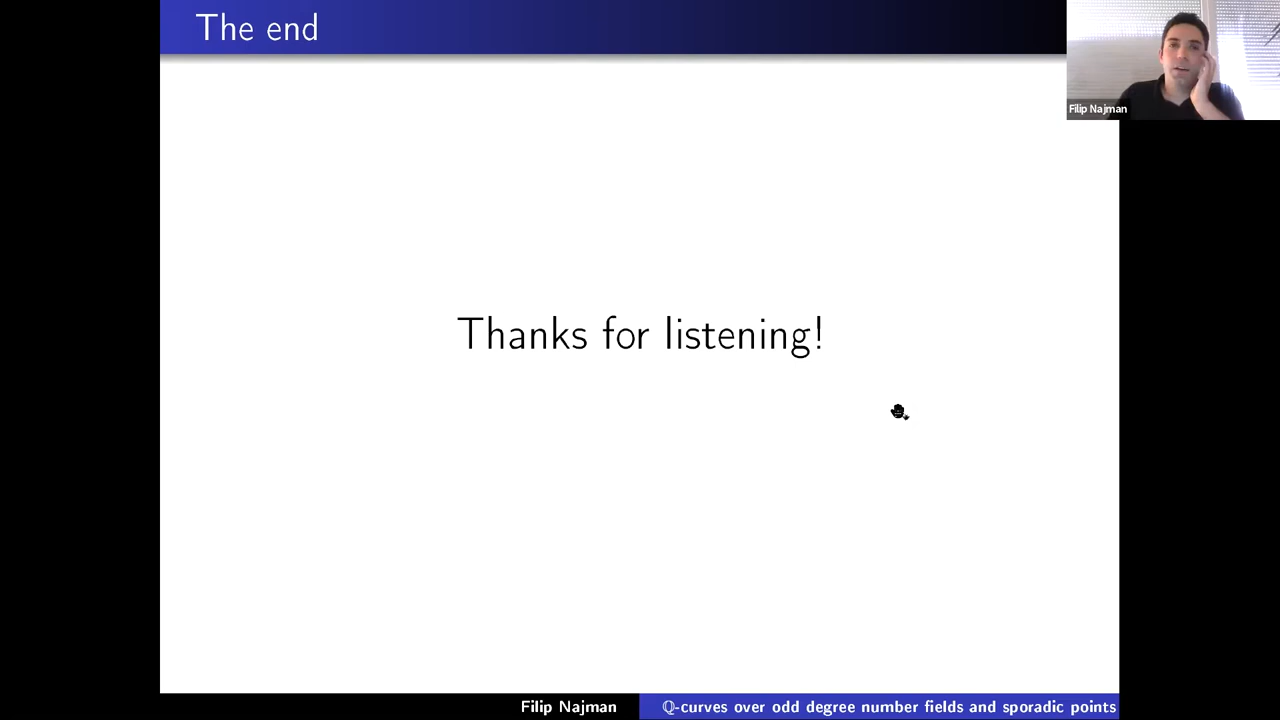 The end
Filip Najman
Thanks for listening!
Filip Najman
ℚ-curves over odd degree number fields and sporadic points